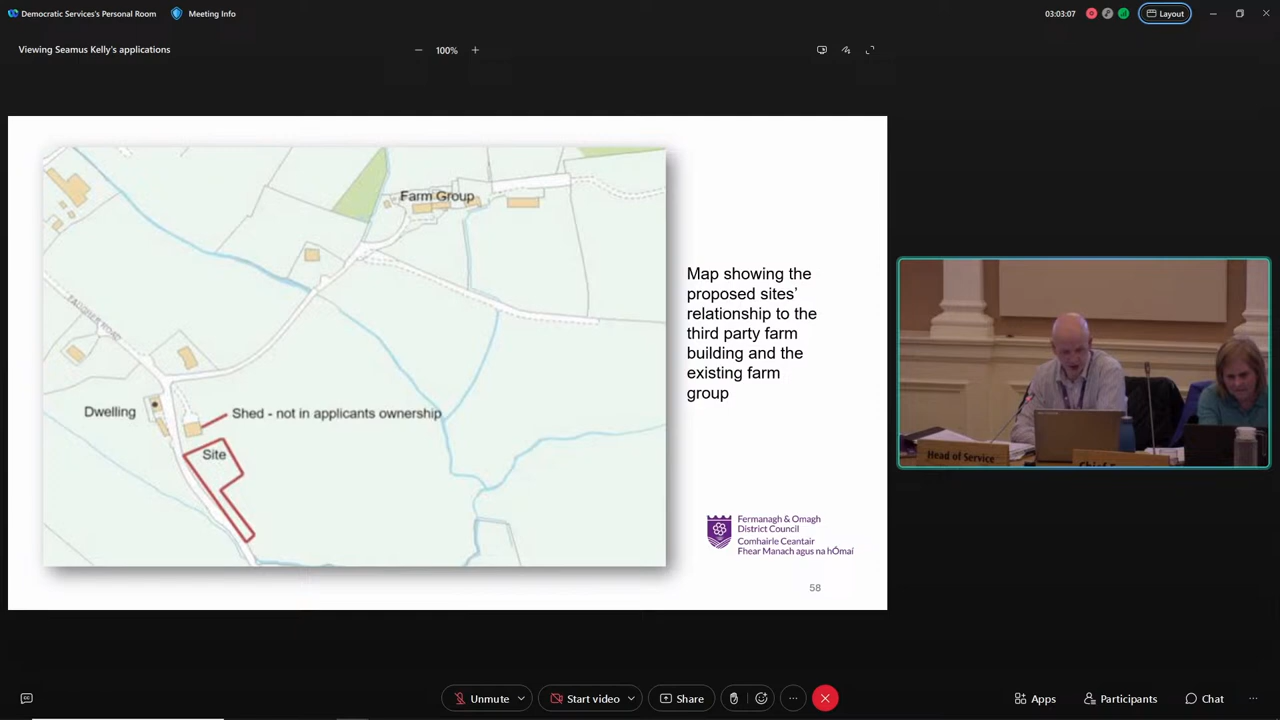 Democratic Services's Personal Room
Meeting Info
03:03:07
Layout
Viewing Seamus Kelly's applications
100%
Farm Group
Dwelling
Shed - not in applicants ownership
Site
Map showing the
proposed sites'
relationship to the
third party farm
building and the
existing farm
group
Fermanagh & Omagh
District Council
Comhairle Ceantair
Fhear Manach agus na hÓmaí
58
Head of Service
Unmute
Start video
Share
Apps
Participants
Chat